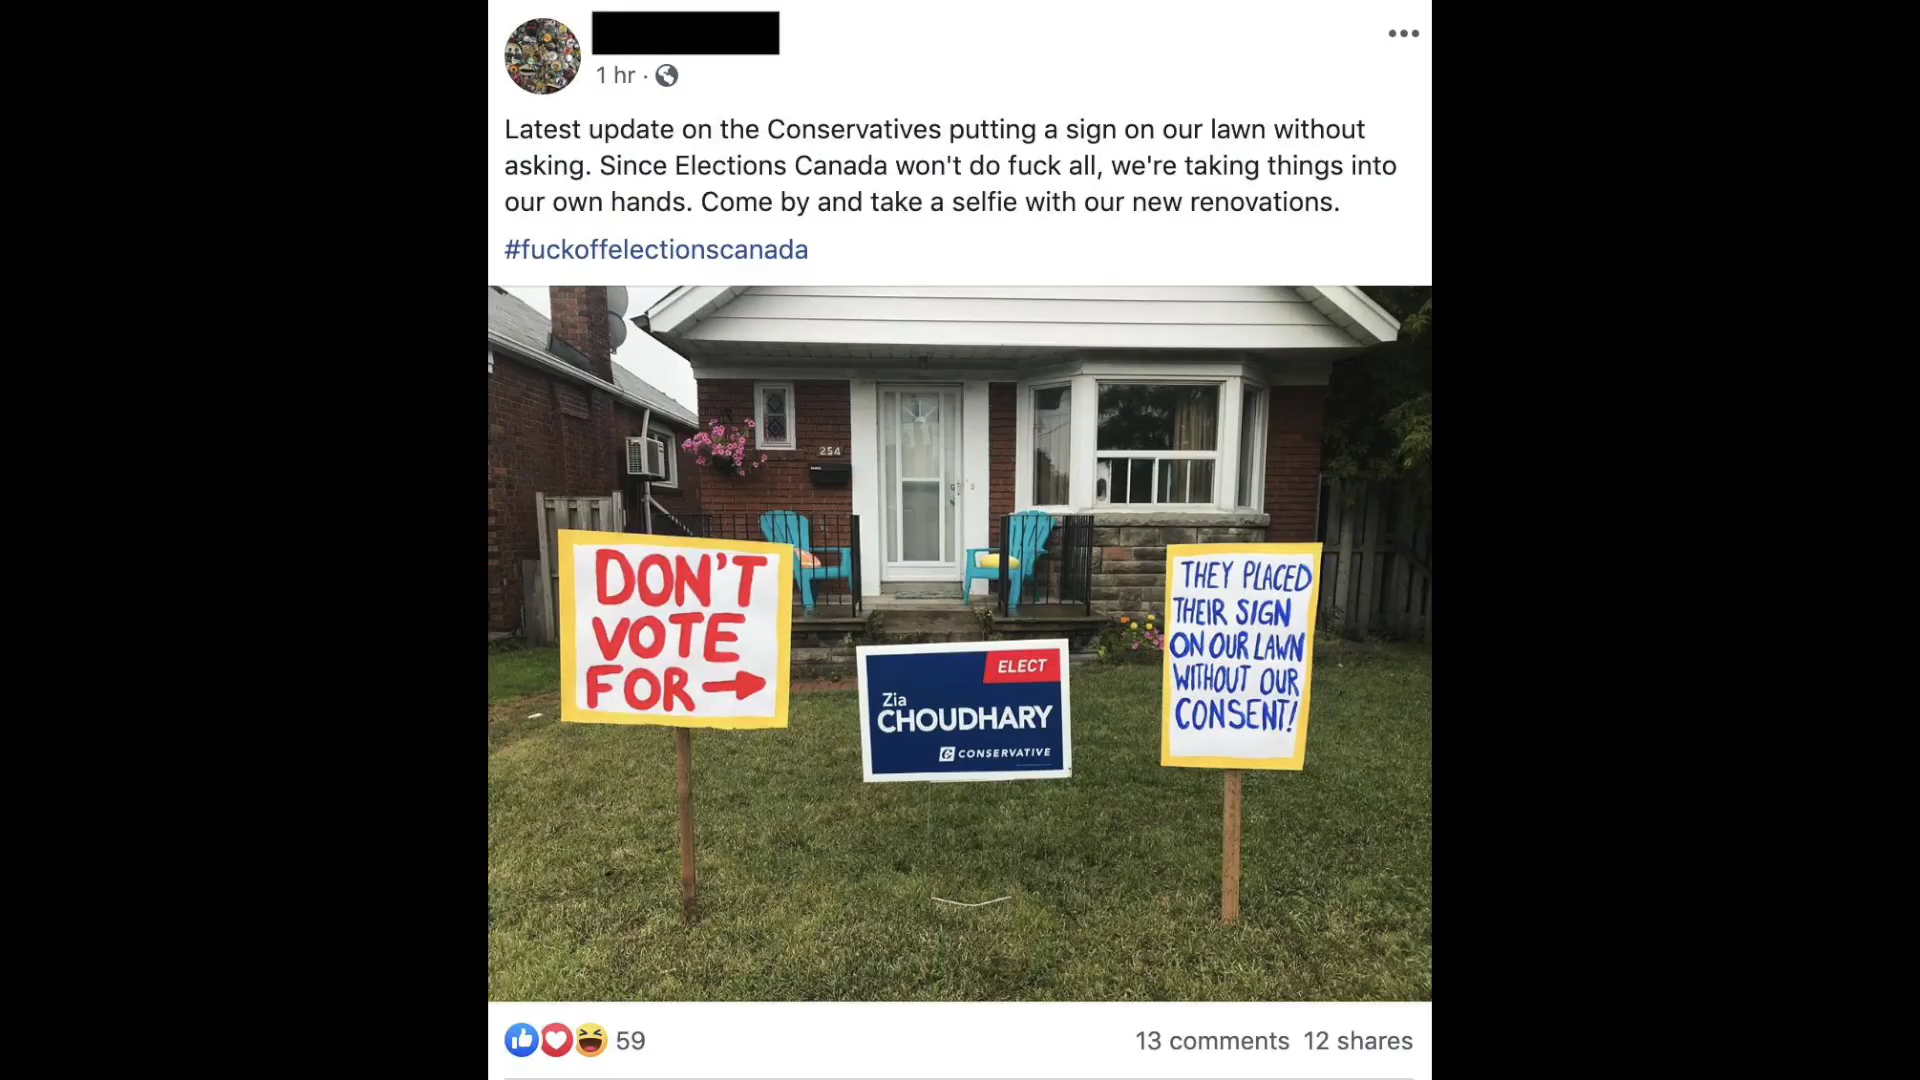 1 hr ·
Latest update on the Conservatives putting a sign on our lawn without
asking. Since Elections Canada won't do fuck all, we're taking things into
our own hands. Come by and take a selfie with our new renovations.
#fuckoffelectionscanada
254
DON'T
VOTE
FOR→
ELECT
Zia
CHOUDHARY
CONSERVATIVE
THEY PLACED
THEIR SIGN
ON OUR LAWN
WITHOUT OUR
CONSENT!
59
13 comments 12 shares